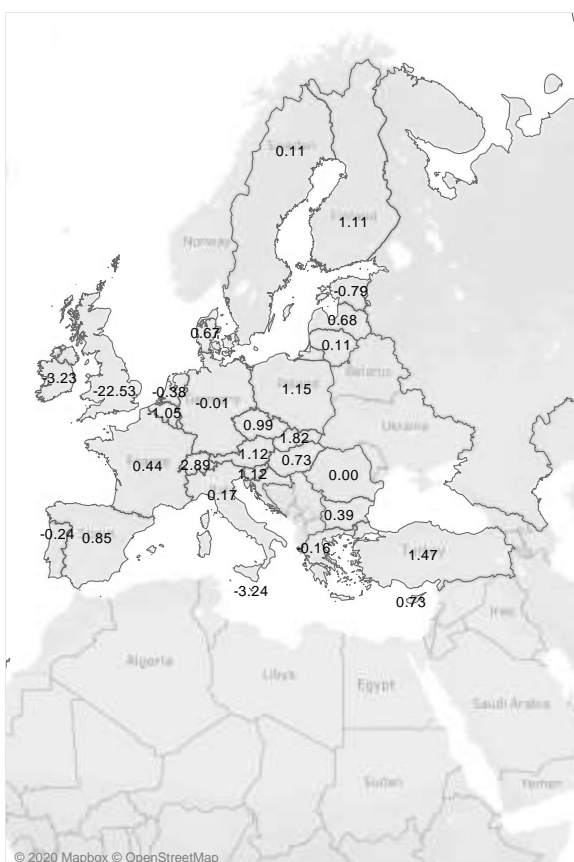 Sweden
0.11
1.11
Norway
-0.79
0.68
0.11
0.67
Belarus
-3.23
-22.53
-0.38
-0.01
1.15
1.05
0.99
Ukraine
1.82
1.12
0.44
2.89
0.73
0.00
1.12
0.17
0.39
-0.24
0.85
-0.16
1.47
-3.24
0.73
Iraq
Algeria
Libya
Egypt
Saudi Arabia
Sudan
Yemen
© 2020 Mapbox © OpenStreetMap